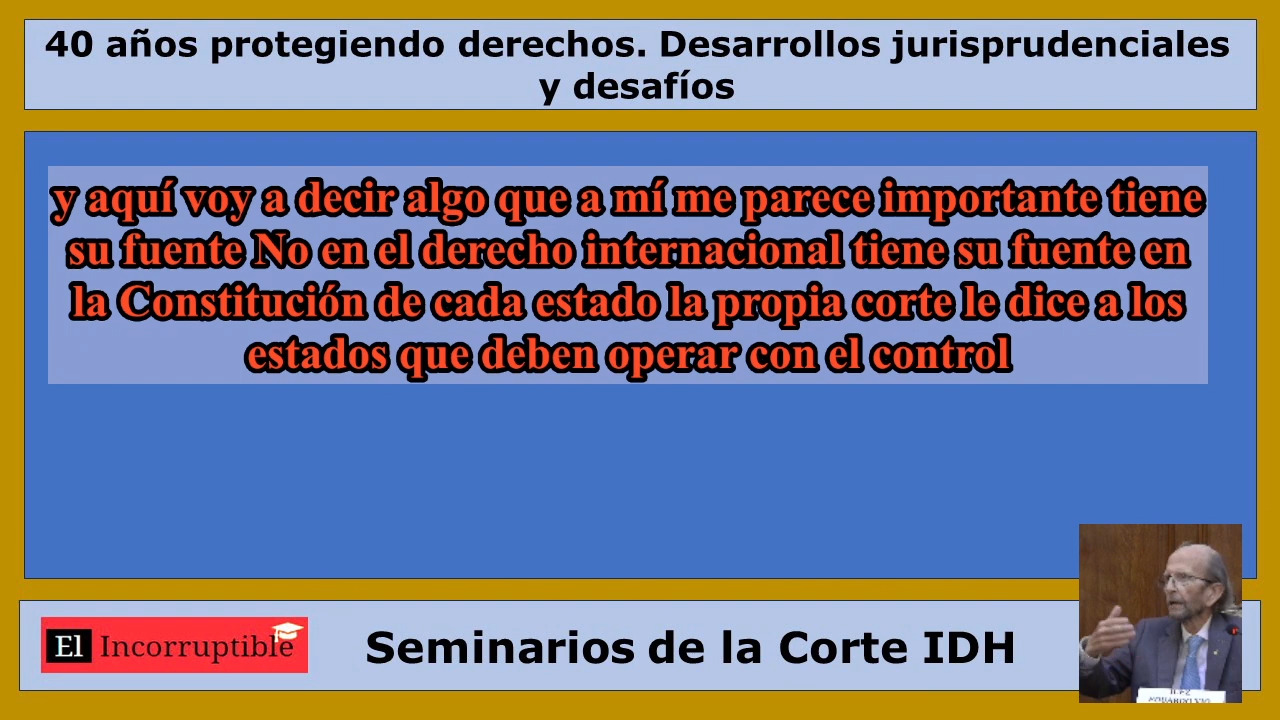 40 años protegiendo derechos. Desarrollos jurisprudenciales
y desafíos
y aquí voy a decir algo que a mí me parece importante tiene
su fuente No en el derecho internacional tiene su fuente en
la Constitución de cada estado la propia corte le dice a los
estados que deben operar con el control
El Incorruptible
Seminarios de la Corte IDH